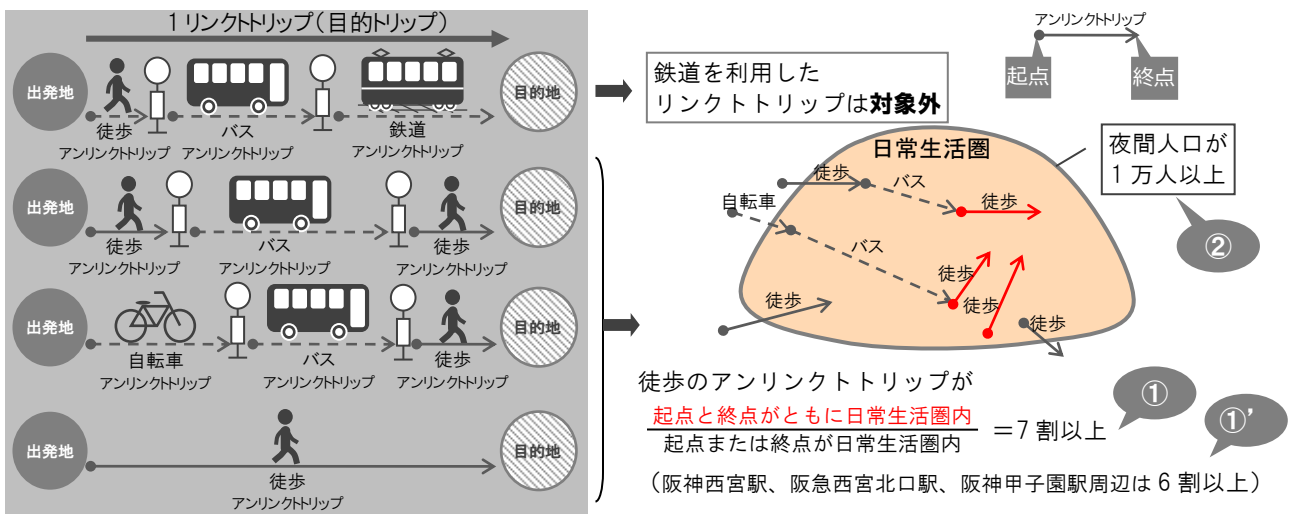 1リンクトトリップ(目的トリップ)
出発地
徒歩
アンリンクトトリップ
バス
アンリンクトトリップ
鉄道
アンリンクトトリップ
目的地
出発地
徒歩
アンリンクトトリップ
バス
アンリンクトトリップ
徒歩
アンリンクトトリップ
目的地
出発地
自転車
アンリンクトトリップ
バス
アンリンクトトリップ
徒歩
アンリンクトトリップ
目的地
出発地
徒歩
アンリンクトトリップ
目的地
鉄道を利用した
リンクトトリップは対象外
アンリンクトトリップ
起点
終点
日常生活圏
夜間人口が
1万人以上
②
徒歩
バス
徒歩
自転車
バス
徒歩
徒歩
徒歩
徒歩
徒歩のアンリンクトトリップが
起点と終点がともに日常生活圏内
起点または終点が日常生活圏内
＝7割以上
①
①’
（阪神西宮駅、阪急西宮北口駅、阪神甲子園駅周辺は6割以上）